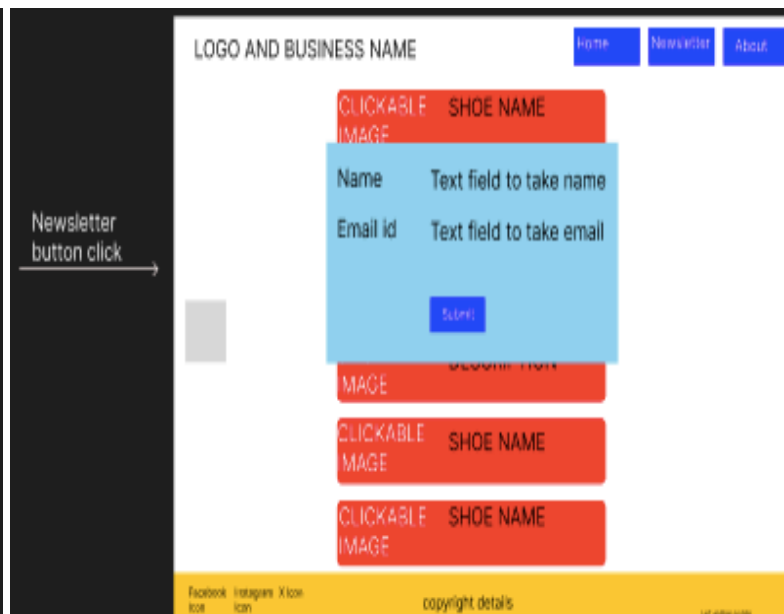 LOGO AND BUSINESS NAME
Home
Newsletter
About
CLICKABLE
IMAGE
SHOE NAME
Name
Text field to take name
Newsletter
button click
Email id
Text field to take email
Submit
IMAGE
CLICKABLE
IMAGE
SHOE NAME
CLICKABLE
IMAGE
SHOE NAME
Facebook
icon
Instagram
icon
X icon
copyright details